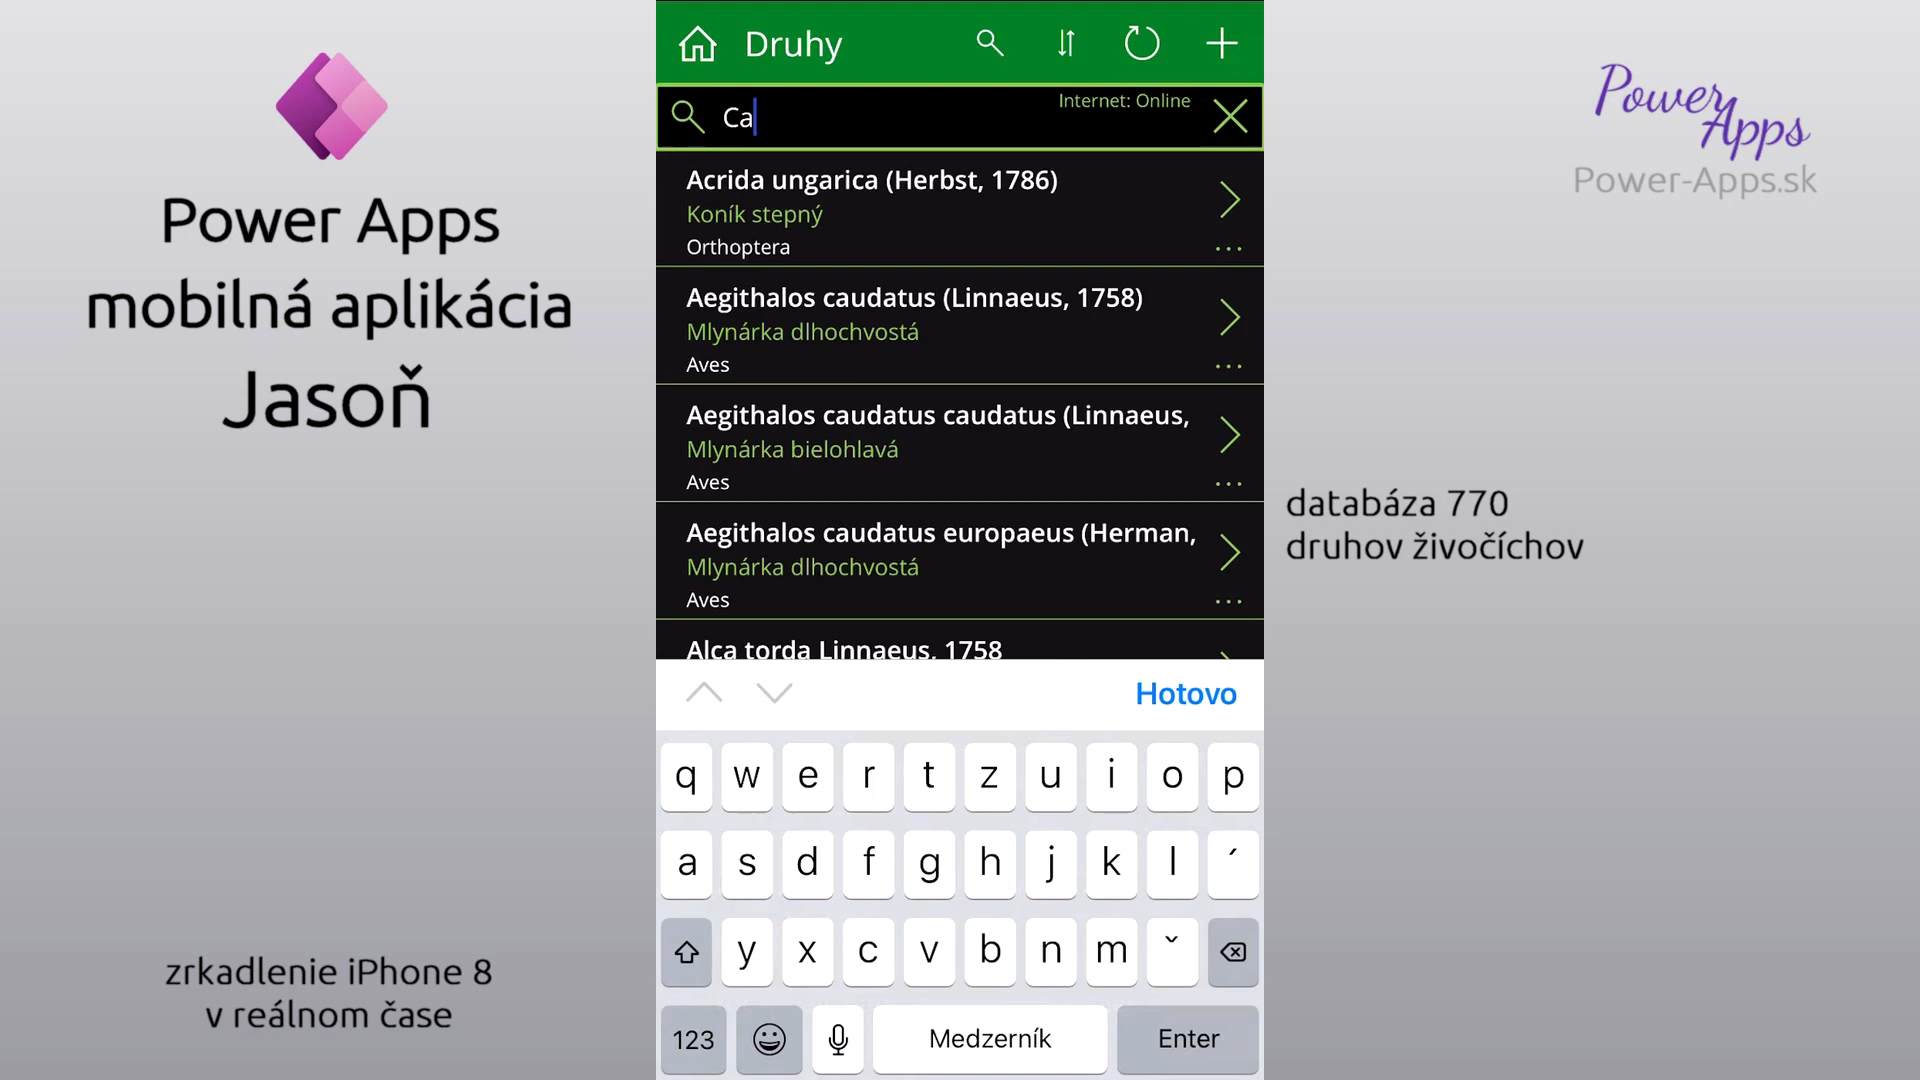 Power Apps
mobilná aplikácia
Jasoň
zrkadlenie iPhone 8
v reálnom čase
Druhy
Internet: Online
Ca
Acrida ungarica (Herbst, 1786)
Koník stepný
Orthoptera
Aegithalos caudatus (Linnaeus, 1758)
Mlynárka dlhochvostá
Aves
Aegithalos caudatus caudatus (Linnaeus,
Mlynárka bielohlavá
Aves
Aegithalos caudatus europaeus (Herman,
Mlynárka dlhochvostá
Aves
Alca torda Linnaeus, 1758
Hotovo
q w e r t z u i o p
a s d f g h j k l ´
y x c v b n m ˇ
123 Medzerník Enter
Power
Apps
Power-Apps.sk
databáza 770
druhov živočíchov